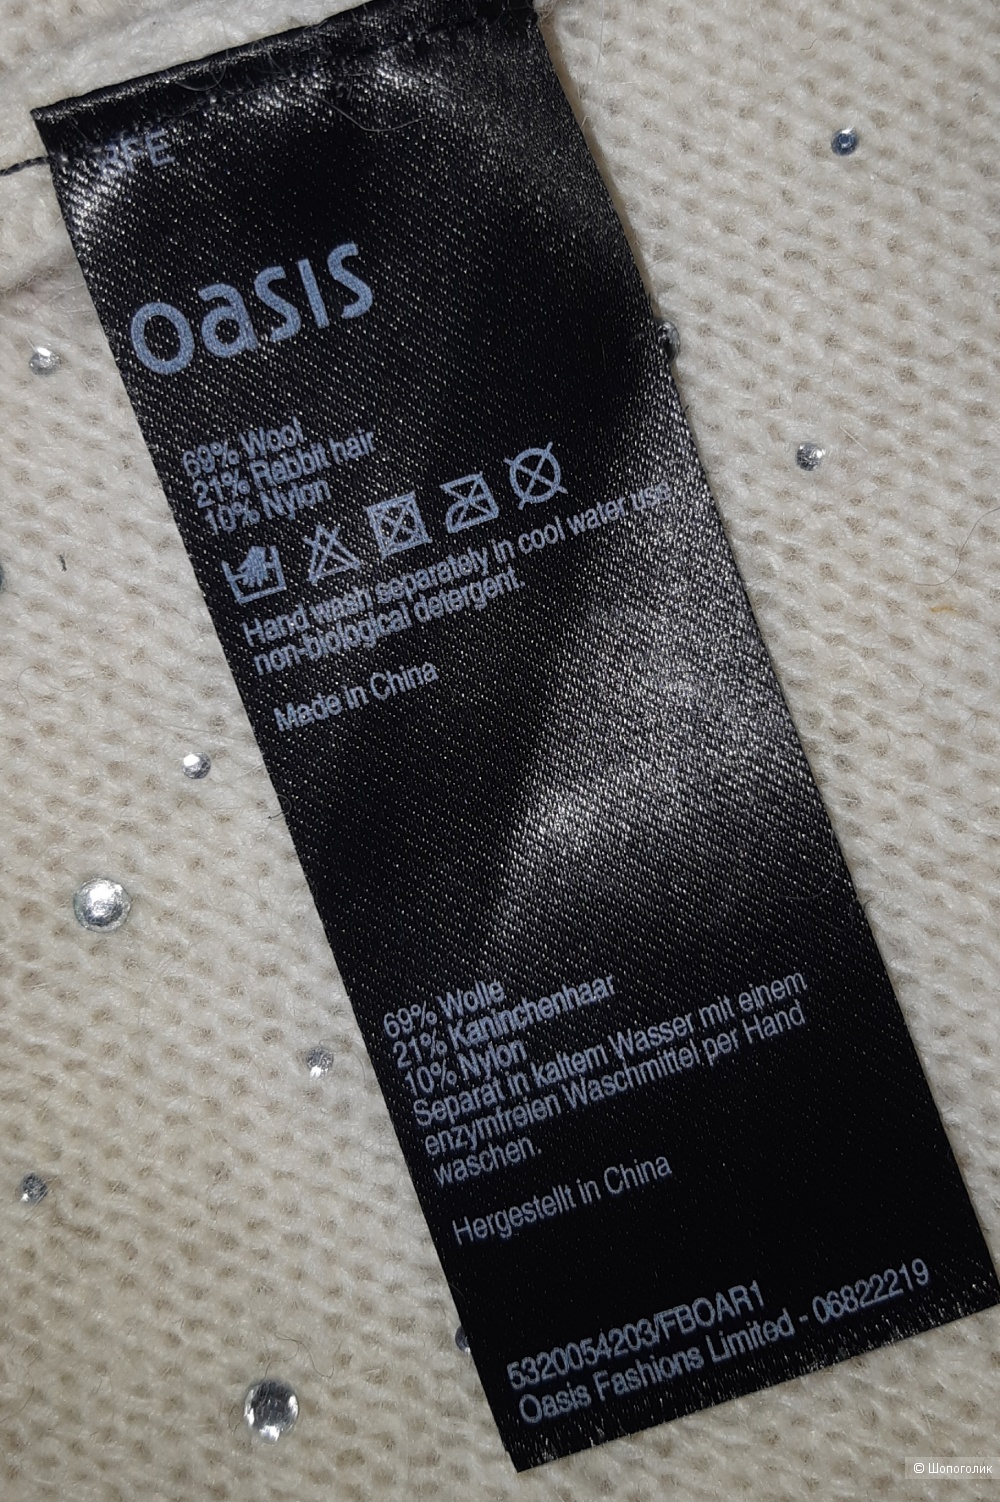 oasis
69% Wool
21% Rabbit hair
10% Nylon
Hand wash separately in cool water use
non-biological detergent.
Made in China
69% Wolle
21% Kaninchenhaar
10% Nylon
Separat in kaltem Wasser mit einem
enzymfreien Waschmittel per Hand
waschen.
Hergestellt in China
5320054203/FBOAR1
Oasis Fashions Limited - 06822219
© Шопоголик